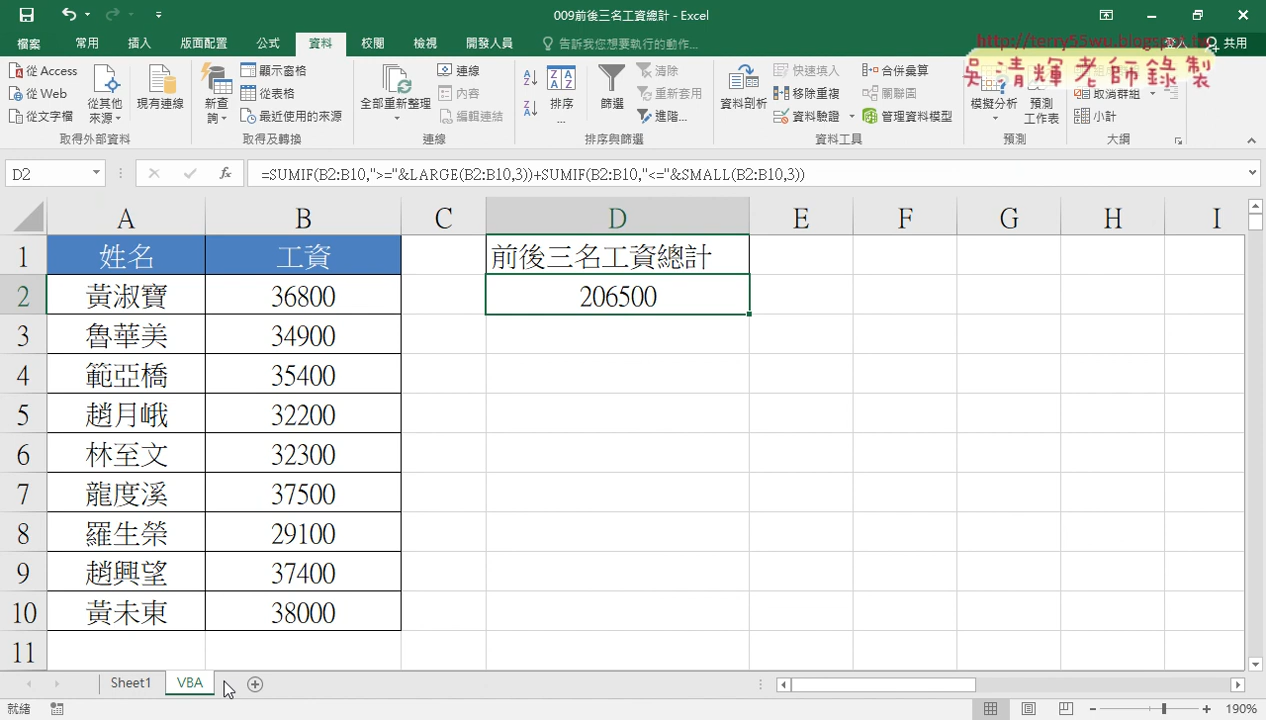 009前後三名工資總計 - Excel
檔案 常用 插入 版面配置 公式 資料 校閱 檢視 開發人員 告訴我您想要執行的動作... 登入 共用
http://terry55wu.blogspot.tw
吳清輝老師錄製
從 Access
從 Web
從文字檔
從其他來源
現有連線
取得外部資料
新查詢
顯示查詢
從表格
最近使用的來源
取得及轉換
全部重新整理
連線
內容
編輯連結
連線
排序...
篩選
清除
重新套用
進階...
排序與篩選
資料剖析
快速填入
移除重複
資料驗證
合併彙算
關聯圖
管理資料模型
資料工具
模擬分析
預測工作表
預測
取消群組
小計
大綱
D2
=SUMIF(B2:B10,">="&LARGE(B2:B10,3))+SUMIF(B2:B10,"<="&SMALL(B2:B10,3))
A B C D E F G H I
1 姓名 工資 前後三名工資總計
2 黃淑寶 36800 206500
3 魯華美 34900
4 範亞橋 35400
5 趙月峨 32200
6 林至文 32300
7 龍度溪 37500
8 羅生榮 29100
9 趙興望 37400
10 黃未東 38000
11
Sheet1 VBA
就緒 190%